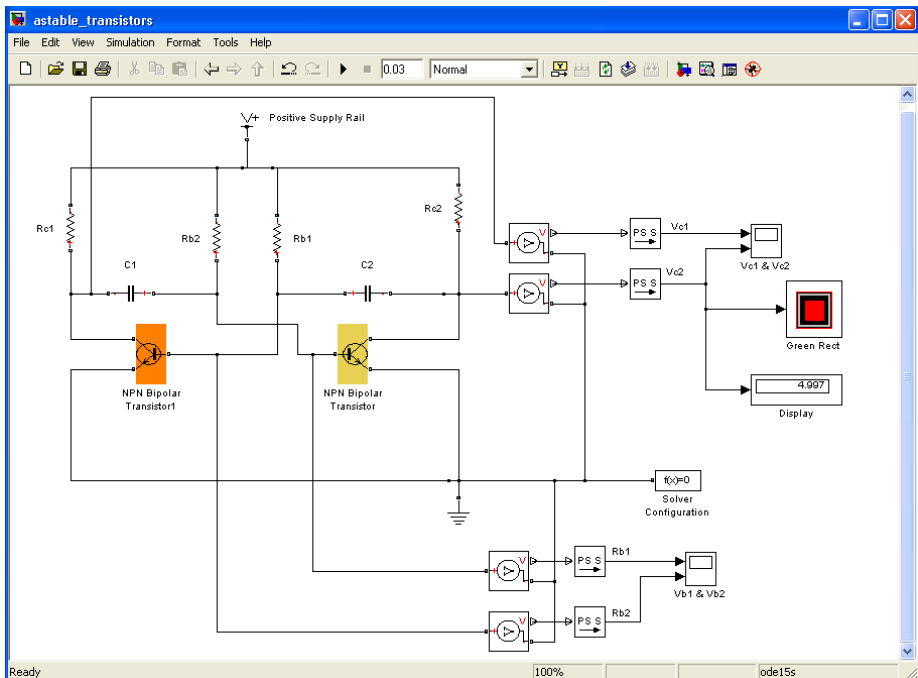 astable_transistors
File Edit View Simulation Format Tools Help
0.03 Normal
V+ Positive Supply Rail
Rc1
Rb2
Rb1
Rc2
C1
C2
V
PS S
Vc1
V
PS S
Vc2
Vc1 & Vc2
Green Rect
4.997
Display
NPN Bipolar
Transistor1
NPN Bipolar
Transistor
f(x)=0
Solver
Configuration
V
PS S
Rb1
V
PS S
Rb2
Vb1 & Vb2
Ready 100% ode15s